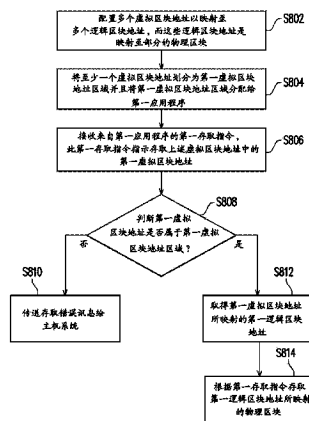 S802
配置多个虚拟区块地址以映射至
多个逻辑区块地址，而这些逻辑区块地址是
映射至部分的物理区块
S804
将至少一个虚拟区块地址划分为第一虚拟区块
地址区域并且将第一虚拟区块地址区域分配给
第一应用程序
S806
接收来自第一应用程序的第一存取指令，
此第一存取指令指示存取上述虚拟区块地址中的
第一虚拟区块地址
S808
判断第一虚拟
区块地址是否属于第一虚拟
区块地址区域？
否
是
S810
传送存取错误讯息给
主机系统
S812
取得第一虚拟区块地址
所映射的第一逻辑区块
地址
S814
根据第一存取指令存取
第一逻辑区块地址所映射
的物理区块